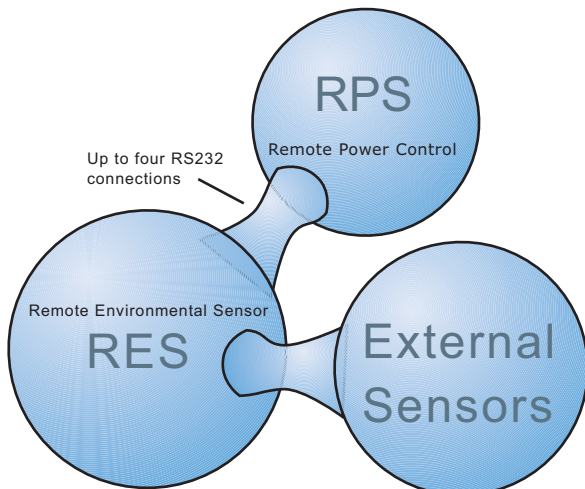 RPS
Remote Power Control
Up to four RS232
connections
Remote Environmental Sensor
RES
External
Sensors